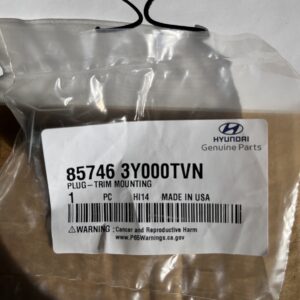 HYUNDAI
Genuine Parts
85746 3Y000TVN
PLUG-TRIM MOUNTING
1 PC HI14 MADE IN USA
⚠WARNING: Cancer and Reproductive Harm
www.P65Warnings.ca.gov